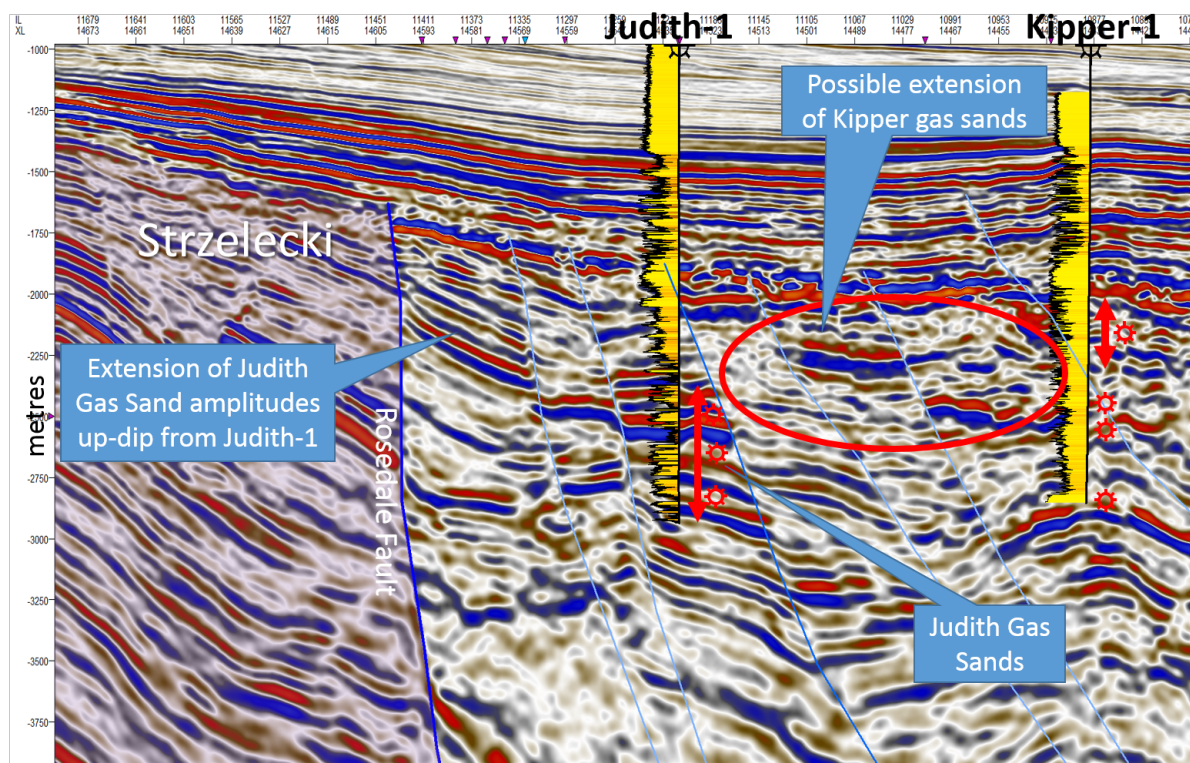 IL 11679 11641 11603 11565 11527 11489 11451 11411 11373 11335 11297 11145 11105 11067 11029 10991 10953 10877
XL 14673 14661 14651 14639 14627 14615 14605 14593 14581 14569 14559 14513 14501 14489 14477 14467 14455
Judith-1
Kipper-1
-1000
-1250
-1500
-1750
-2000
-2250
-2750
-3000
-3250
-3500
-3750
metres
Possible extension
of Kipper gas sands
Strzelecki
Extension of Judith
Gas Sand amplitudes
up-dip from Judith-1
Rosedale Fault
Judith Gas
Sands